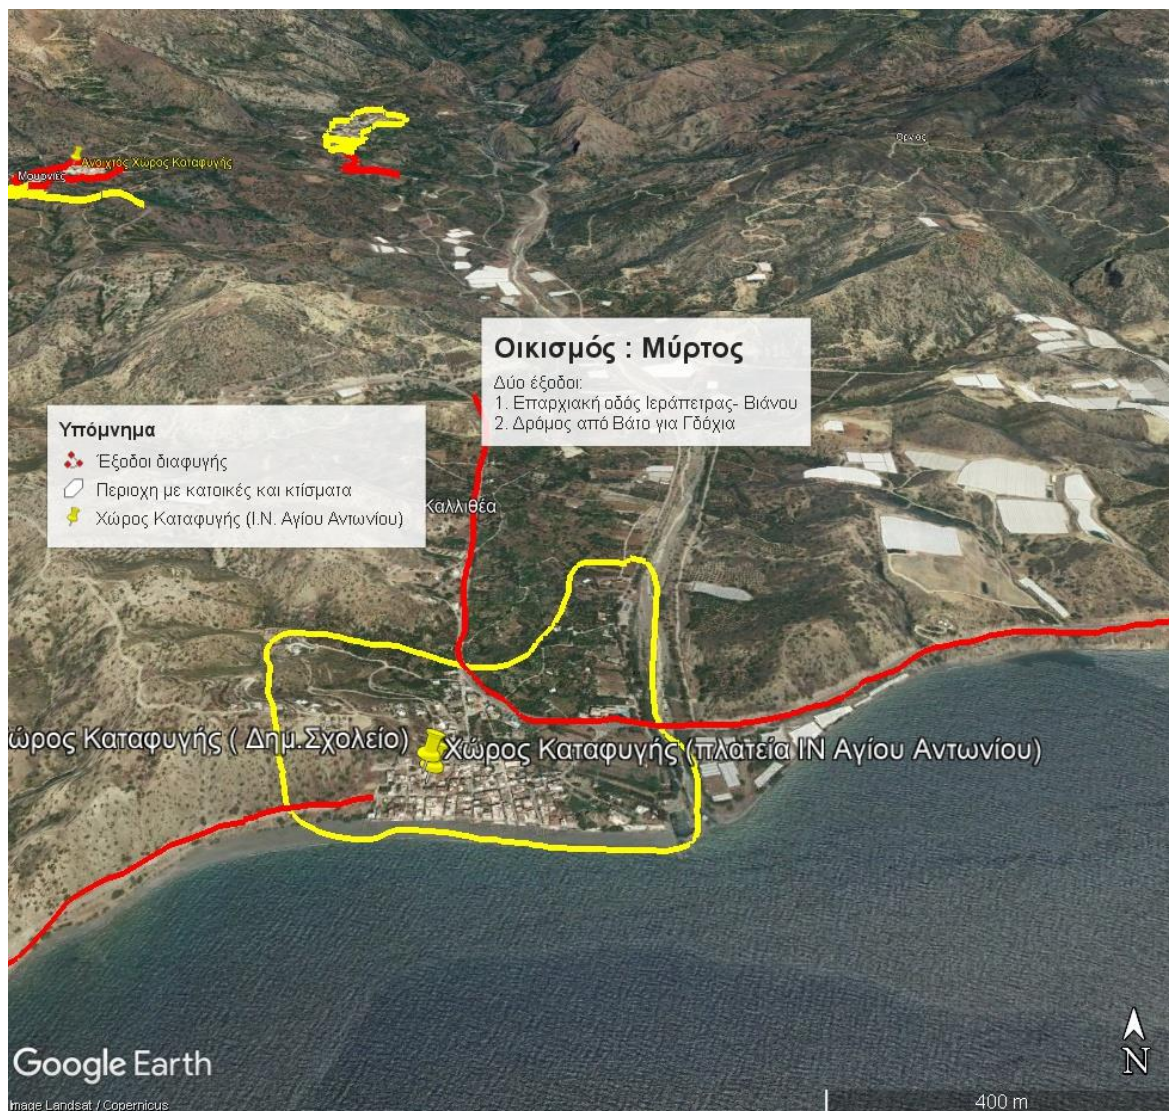 Ανοιχτός Χώρος Καταφυγής
Μουρνιές
Ορνιός
Οικισμός : Μύρτος
Δύο έξοδοι:
1. Επαρχιακή οδός Ιεράπετρας- Βιάνου
2. Δρόμος από Βάτο για Γδόχια
Υπόμνημα
Έξοδοι διαφυγής
Περιοχη με κατοικές και κτίσματα
Χώρος Καταφυγής (Ι.Ν. Αγίου Αντωνίου)
Καλλιθέα
ώρος Καταφυγής ( Δημ.Σχολείο)
Χώρος Καταφυγής (πλατεία ΙΝ Αγίου Αντωνίου)
N
Google Earth
Image Landsat / Copernicus
400 m